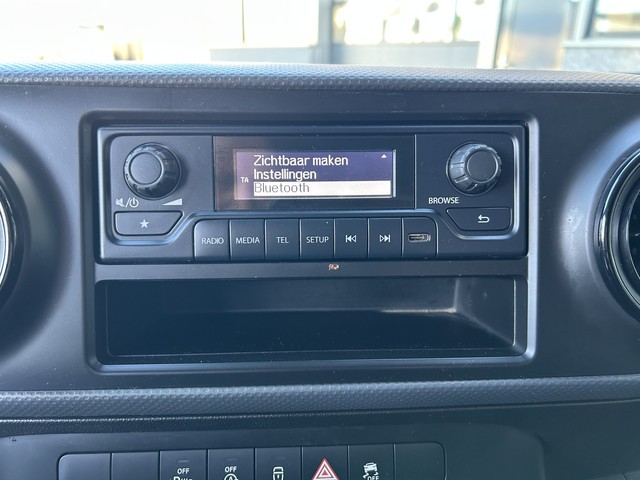 Zichtbaar maken
TA Instellingen
Bluetooth
BROWSE
RADIO MEDIA TEL SETUP
OFF OFF
OFF